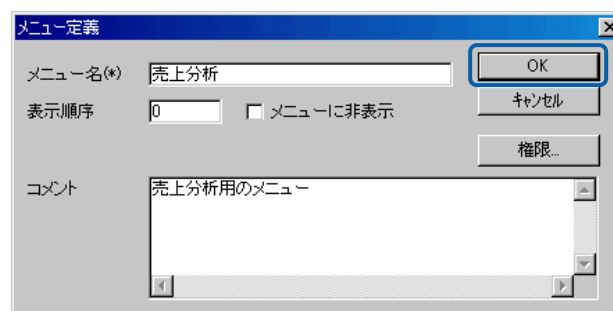 メニュー定義
メニュー名(*) 売上分析 OK
表示順序 0 メニューに非表示 キャンセル
権限...
コメント 売上分析用のメニュー